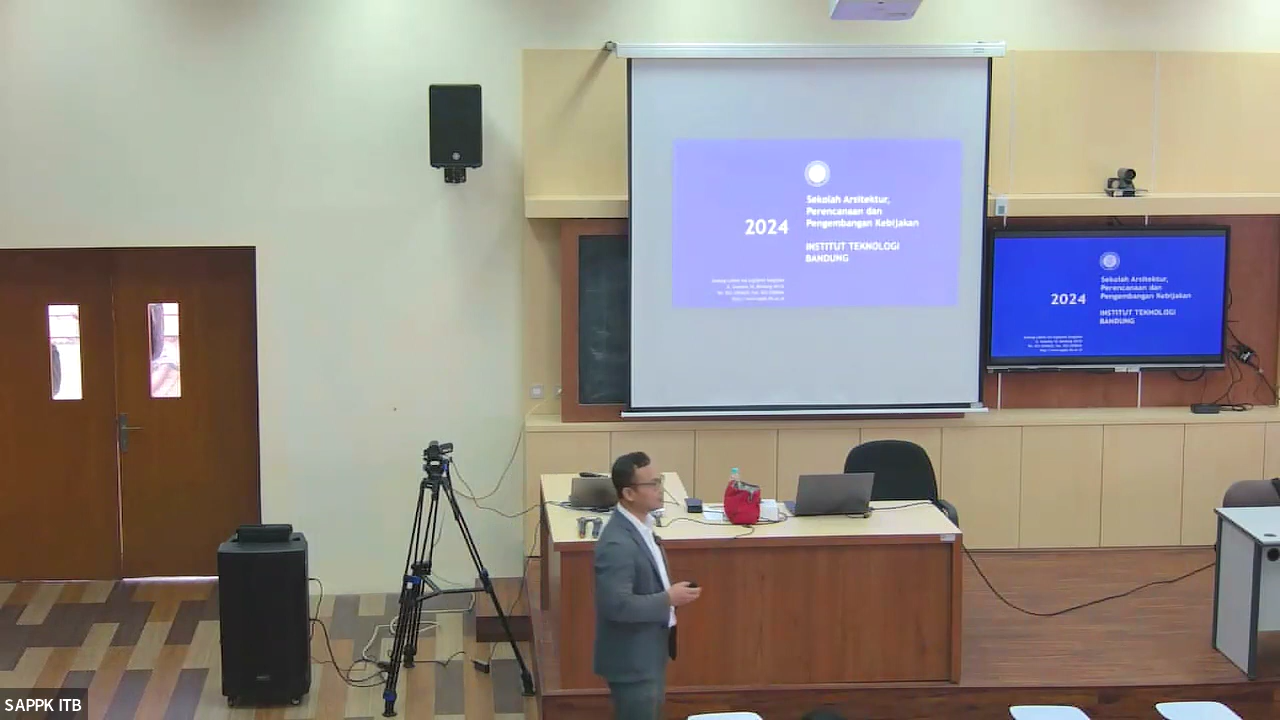 Sekolah Arsitektur,
Perencanaan dan
Pengembangan Kebijakan
2024
INSTITUT TEKNOLOGI
BANDUNG
Sekolah Arsitektur,
Perencanaan dan
Pengembangan Kebijakan
2024
INSTITUT TEKNOLOGI
BANDUNG
SAPPK ITB